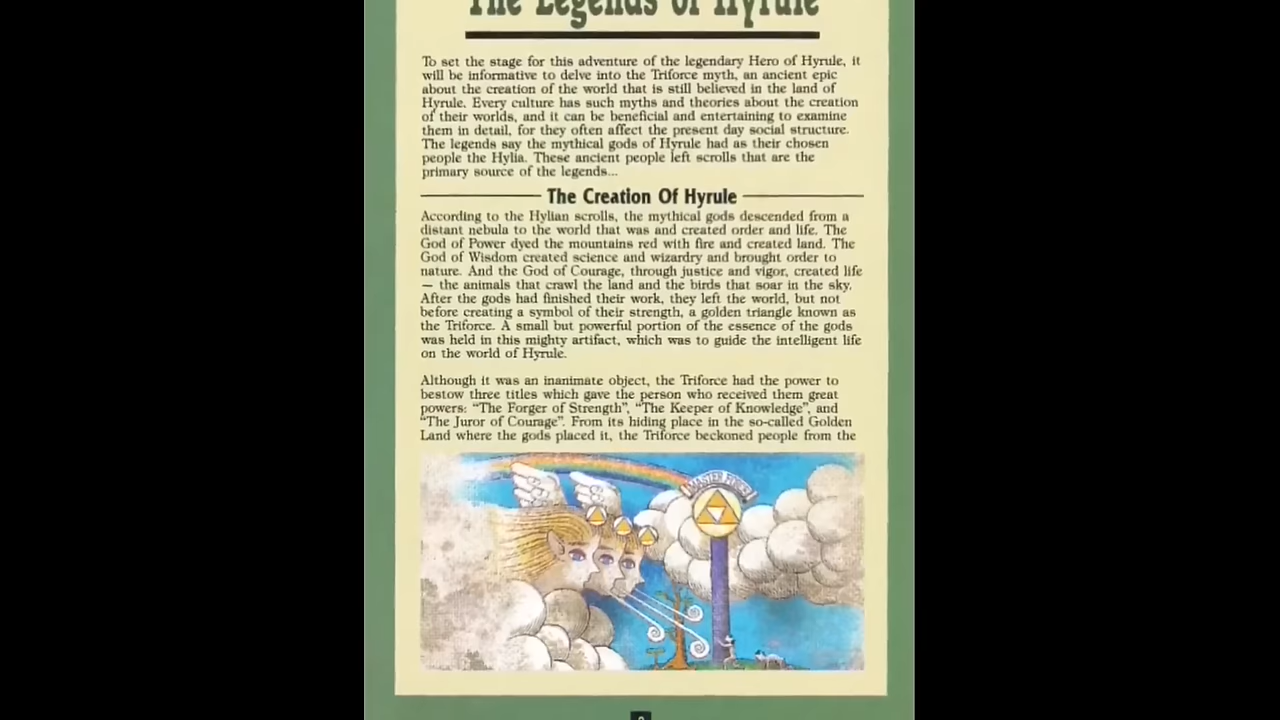 The Legends of Hyrule
To set the stage for this adventure of the legendary Hero of Hyrule, it
will be informative to delve into the Triforce myth, an ancient epic
about the creation of the world that is still believed in the land of
Hyrule. Every culture has such myths and theories about the creation
of their worlds, and it can be beneficial and entertaining to examine
them in detail, for they often affect the present day social structure.
The legends say the mythical gods of Hyrule had as their chosen
people the Hylia. These ancient people left scrolls that are the
primary source of the legends...
The Creation Of Hyrule
According to the Hylian scrolls, the mythical gods descended from a
distant nebula to the world that was and created order and life. The
God of Power dyed the mountains red with fire and created land. The
God of Wisdom created science and wizardry and brought order to
nature. And the God of Courage, through justice and vigor, created life
— the animals that crawl the land and the birds that soar in the sky.
After the gods had finished their work, they left the world, but not
before creating a symbol of their strength, a golden triangle known as
the Triforce. A small but powerful portion of the essence of the gods
was held in this mighty artifact, which was to guide the intelligent life
on the world of Hyrule.
Although it was an inanimate object, the Triforce had the power to
bestow three titles which gave the person who received them great
powers: “The Forger of Strength”, “The Keeper of Knowledge”, and
“The Juror of Courage”. From its hiding place in the so-called Golden
Land where the gods placed it, the Triforce beckoned people from the
MASTER FORCE